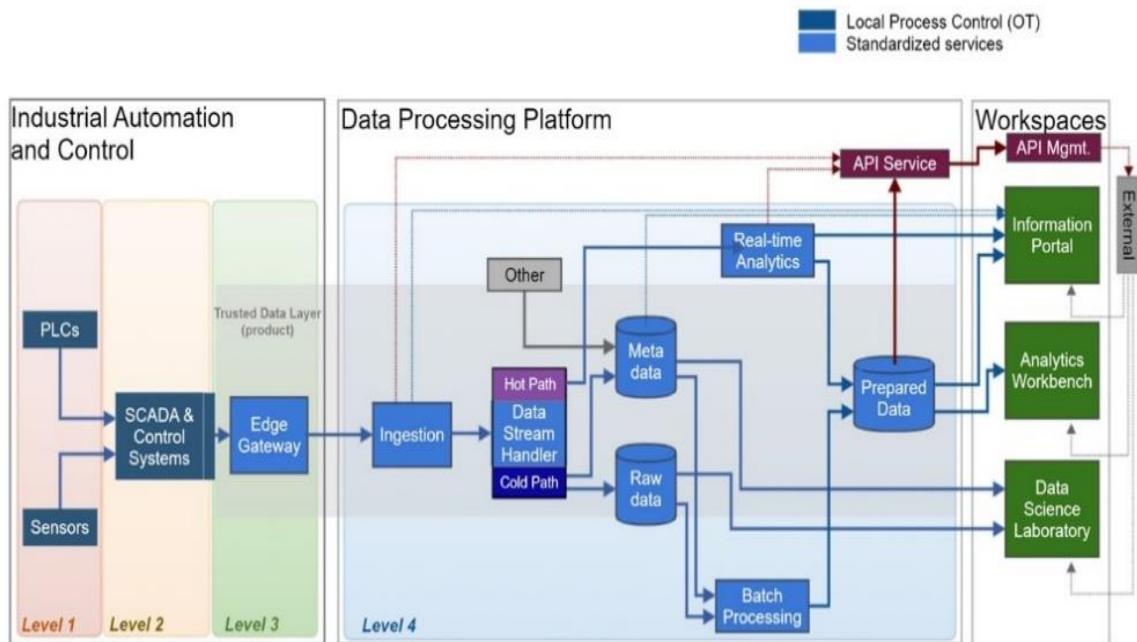 Local Process Control (OT)
Standardized services
Industrial Automation
and Control
Data Processing Platform
Workspaces
API Service
API Mgmt.
External
Real-time
Analytics
Information
Portal
Other
Trusted Data Layer
(product)
PLCs
Meta
data
Analytics
Workbench
Hot Path
Prepared
Data
SCADA &
Control
Systems
Edge
Gateway
Ingestion
Data
Stream
Handler
Cold Path
Raw
data
Data
Science
Laboratory
Sensors
Batch
Processing
Level 1
Level 2
Level 3
Level 4